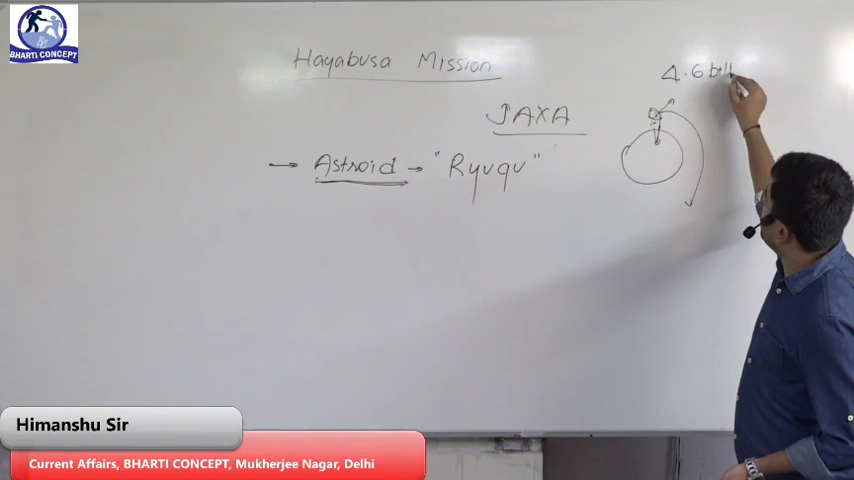 BHARTI CONCEPT
Hayabusa Mission
4.6 bill
JAXA
→ Astroid → "Ryuqu"
Himanshu Sir
Current Affairs, BHARTI CONCEPT, Mukherjee Nagar, Delhi